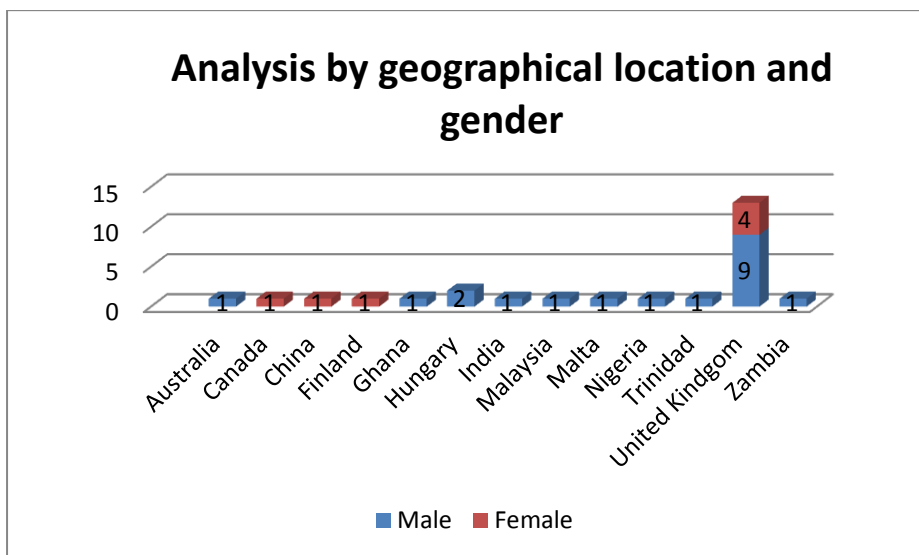 Analysis by geographical location and
gender
15
10
5
0
4
9
1
1
1
1
1
2
1
1
1
1
1
1
Australia
Canada
China
Finland
Ghana
Hungary
India
Malaysia
Malta
Nigeria
Trinidad
United Kindgom
Zambia
Male
Female